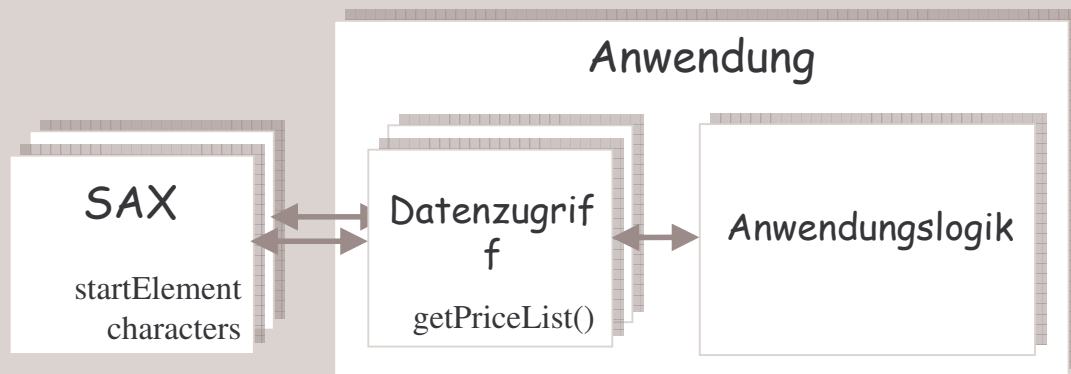 Anwendung
SAX
startElement
characters
Datenzugrif
f
getPriceList()
Anwendungslogik